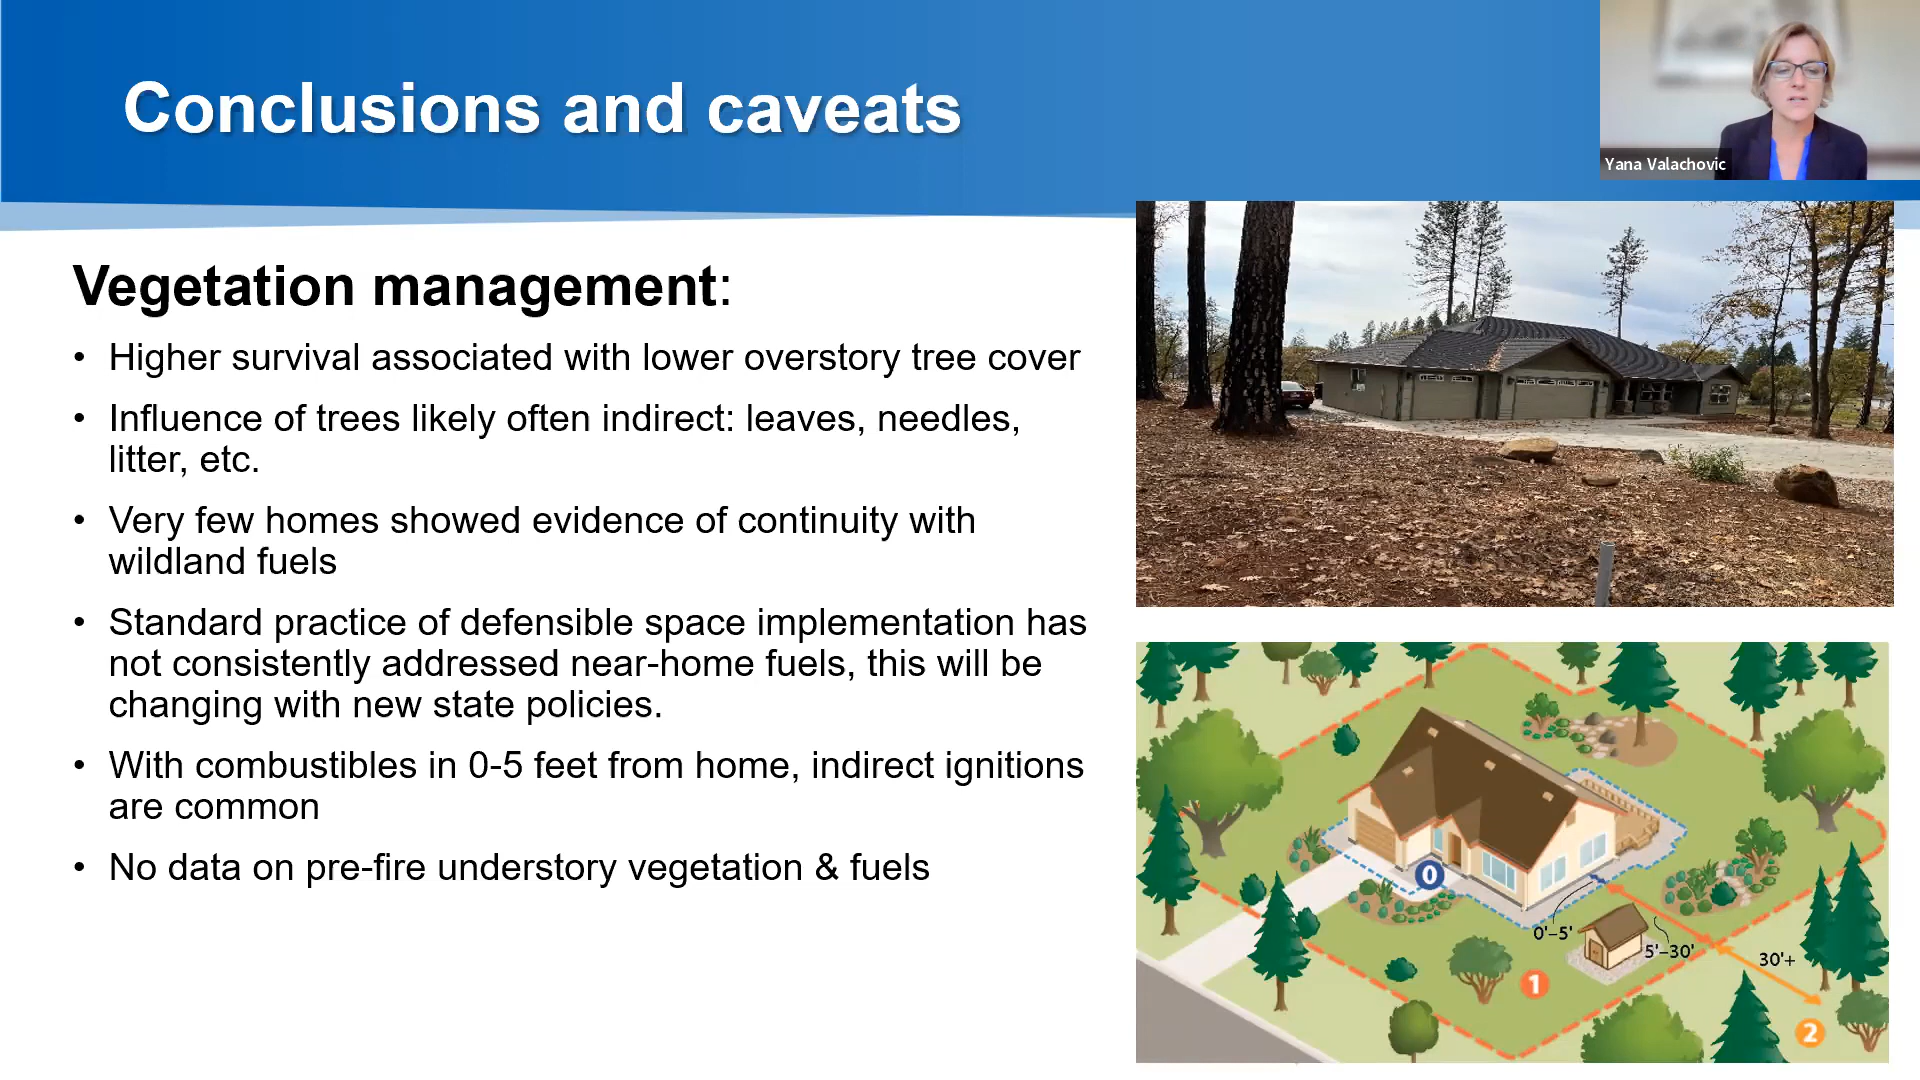 Conclusions and caveats
Yana Valachovic
Vegetation management:
• Higher survival associated with lower overstory tree cover
• Influence of trees likely often indirect: leaves, needles,
litter, etc.
• Very few homes showed evidence of continuity with
wildland fuels
• Standard practice of defensible space implementation has
not consistently addressed near-home fuels, this will be
changing with new state policies.
• With combustibles in 0-5 feet from home, indirect ignitions
are common
• No data on pre-fire understory vegetation & fuels
0
0'–5'
5'–30'
30'+
1
2